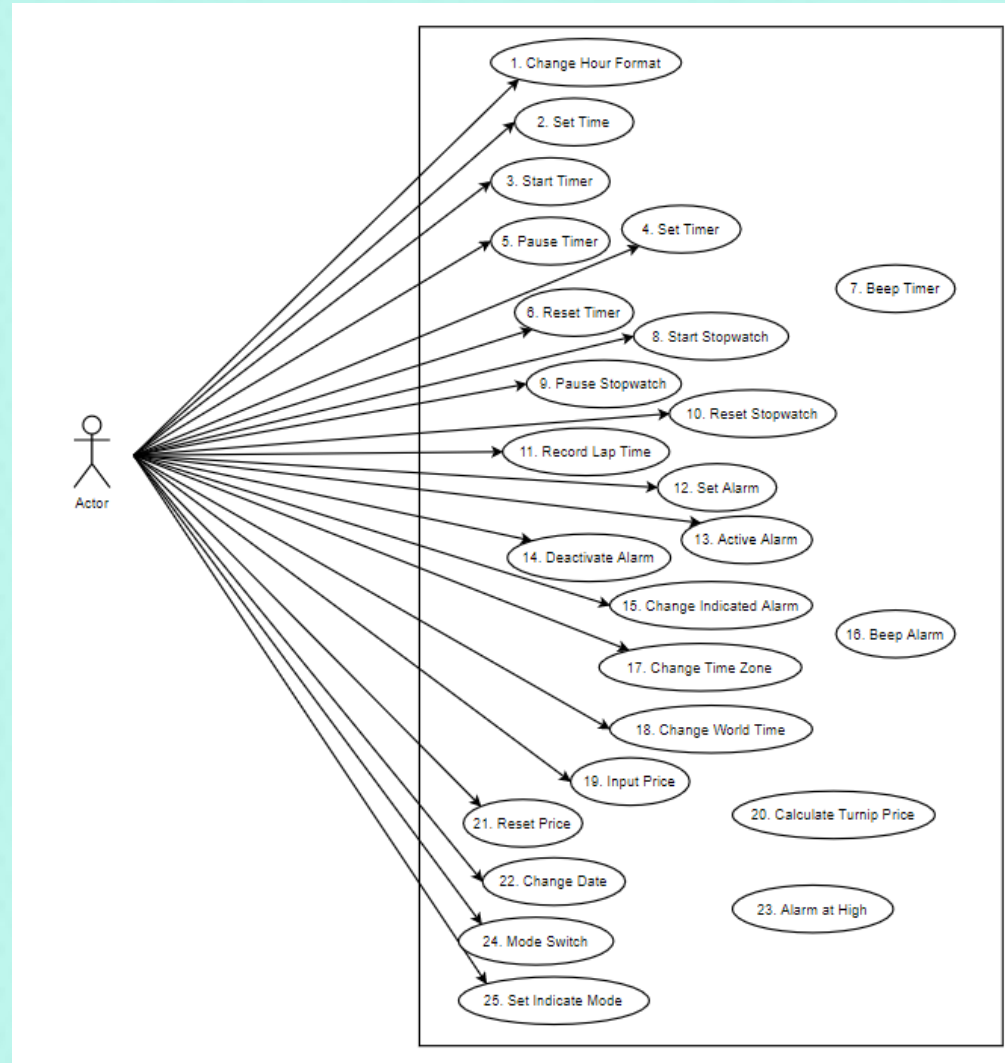 1. Change Hour Format
2. Set Time
3. Start Timer
4. Set Timer
5. Pause Timer
7. Beep Timer
6. Reset Timer
8. Start Stopwatch
9. Pause Stopwatch
10. Reset Stopwatch
11. Record Lap Time
Actor
12. Set Alarm
13. Active Alarm
14. Deactivate Alarm
15. Change Indicated Alarm
16. Beep Alarm
17. Change Time Zone
18. Change World Time
19. Input Price
20. Calculate Turnip Price
21. Reset Price
22. Change Date
23. Alarm at High
24. Mode Switch
25. Set Indicate Mode